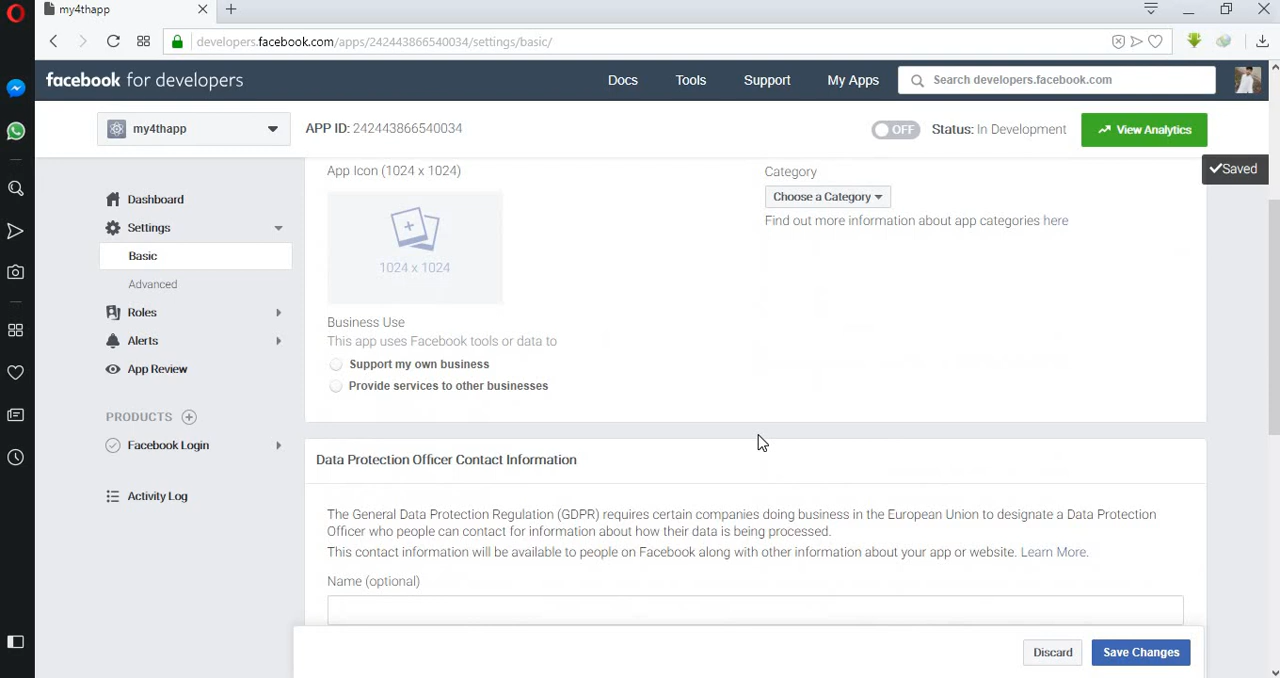 my4thapp
developers.facebook.com/apps/242443866540034/settings/basic/
facebook for developers
Docs
Tools
Support
My Apps
Search developers.facebook.com
my4thapp
APP ID: 242443866540034
OFF
Status: In Development
View Analytics
Saved
Dashboard
Settings
Basic
Advanced
Roles
Alerts
App Review
PRODUCTS
Facebook Login
Activity Log
App Icon (1024 x 1024)
1024 x 1024
Category
Choose a Category
Find out more information about app categories here
Business Use
This app uses Facebook tools or data to
Support my own business
Provide services to other businesses
Data Protection Officer Contact Information
The General Data Protection Regulation (GDPR) requires certain companies doing business in the European Union to designate a Data Protection
Officer who people can contact for information about how their data is being processed.
This contact information will be available to people on Facebook along with other information about your app or website. Learn More.
Name (optional)
Discard
Save Changes